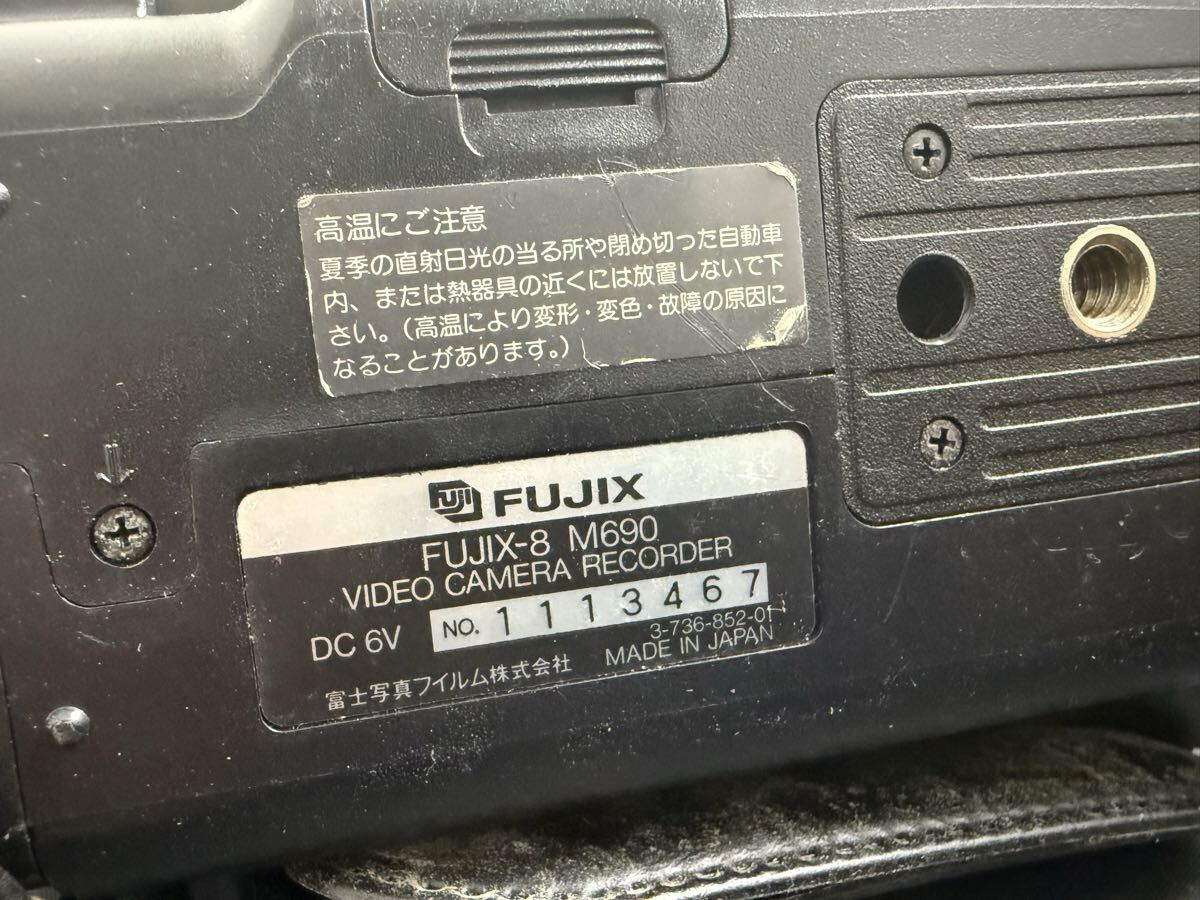 高温にご注意
夏季の直射日光の当る所や閉め切った自動車
内、または熱器具の近くには放置しないで下
さい。(高温により変形・変色・故障の原因に
なることがあります。)
FUJI FUJIX
FUJIX-8 M690
VIDEO CAMERA RECORDER
DC 6V NO. 1113467
3-736-852-01
富士写真フイルム株式会社 MADE IN JAPAN